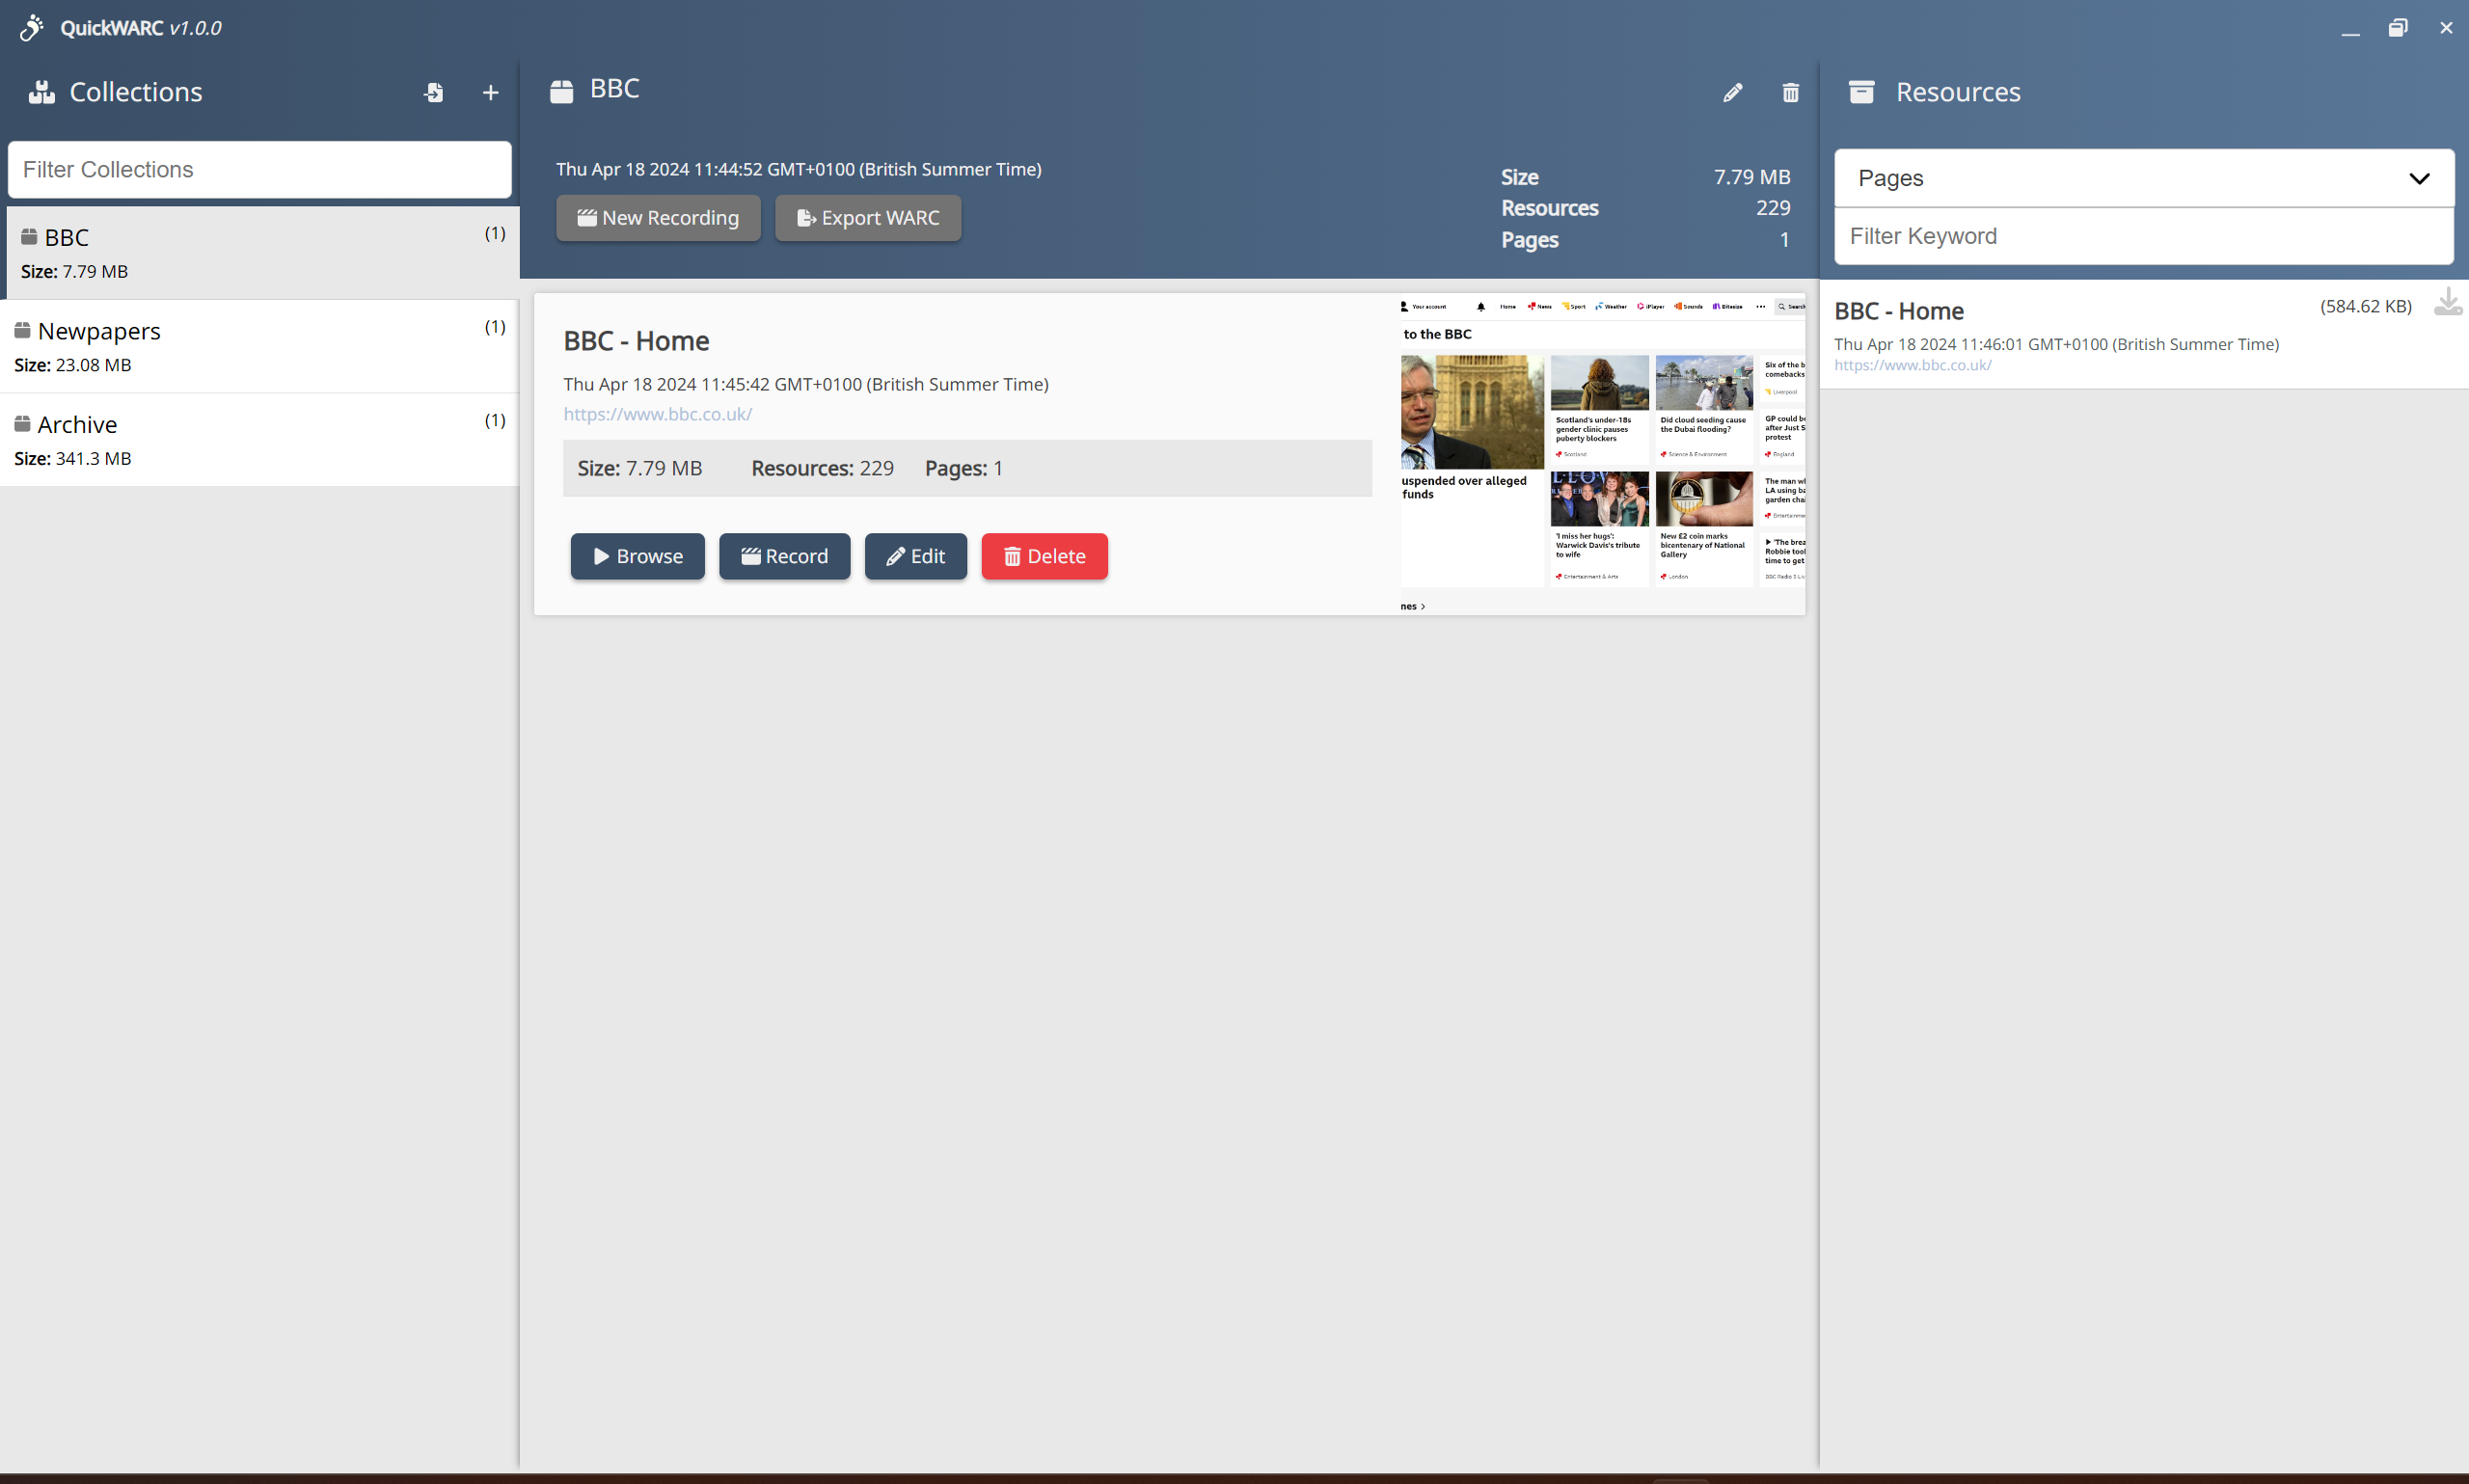 QuickWARC v1.0.0
Collections
Filter Collections
BBC (1)
Size: 7.79 MB
Newpapers (1)
Size: 23.08 MB
Archive (1)
Size: 341.3 MB
BBC
Thu Apr 18 2024 11:44:52 GMT+0100 (British Summer Time)
New Recording Export WARC
Size 7.79 MB
Resources 229
Pages 1
BBC - Home
Thu Apr 18 2024 11:45:42 GMT+0100 (British Summer Time)
https://www.bbc.co.uk/
Size: 7.79 MB Resources: 229 Pages: 1
Browse Record Edit Delete
Your account Home News Sport Weather iPlayer Sounds Bitesize Search
to the BBC
uspended over alleged
funds
Scotland's under-18s
gender clinic pauses
puberty blockers
Scotland
Did cloud seeding cause
the Dubai flooding?
Science & Environment
Six of the b
comebacks
Liverpool
GP could be
after Just S
protest
England
'I miss her hugs':
Warwick Davis's tribute
to wife
Entertainment & Arts
New £2 coin marks
bicentenary of National
Gallery
London
The man w
LA using ba
garden chai
Entertainme
'The brea
Robbie tool
time to get
BBC Radio 5 Liv
nes >
Resources
Pages
Filter Keyword
BBC - Home (584.62 KB)
Thu Apr 18 2024 11:46:01 GMT+0100 (British Summer Time)
https://www.bbc.co.uk/